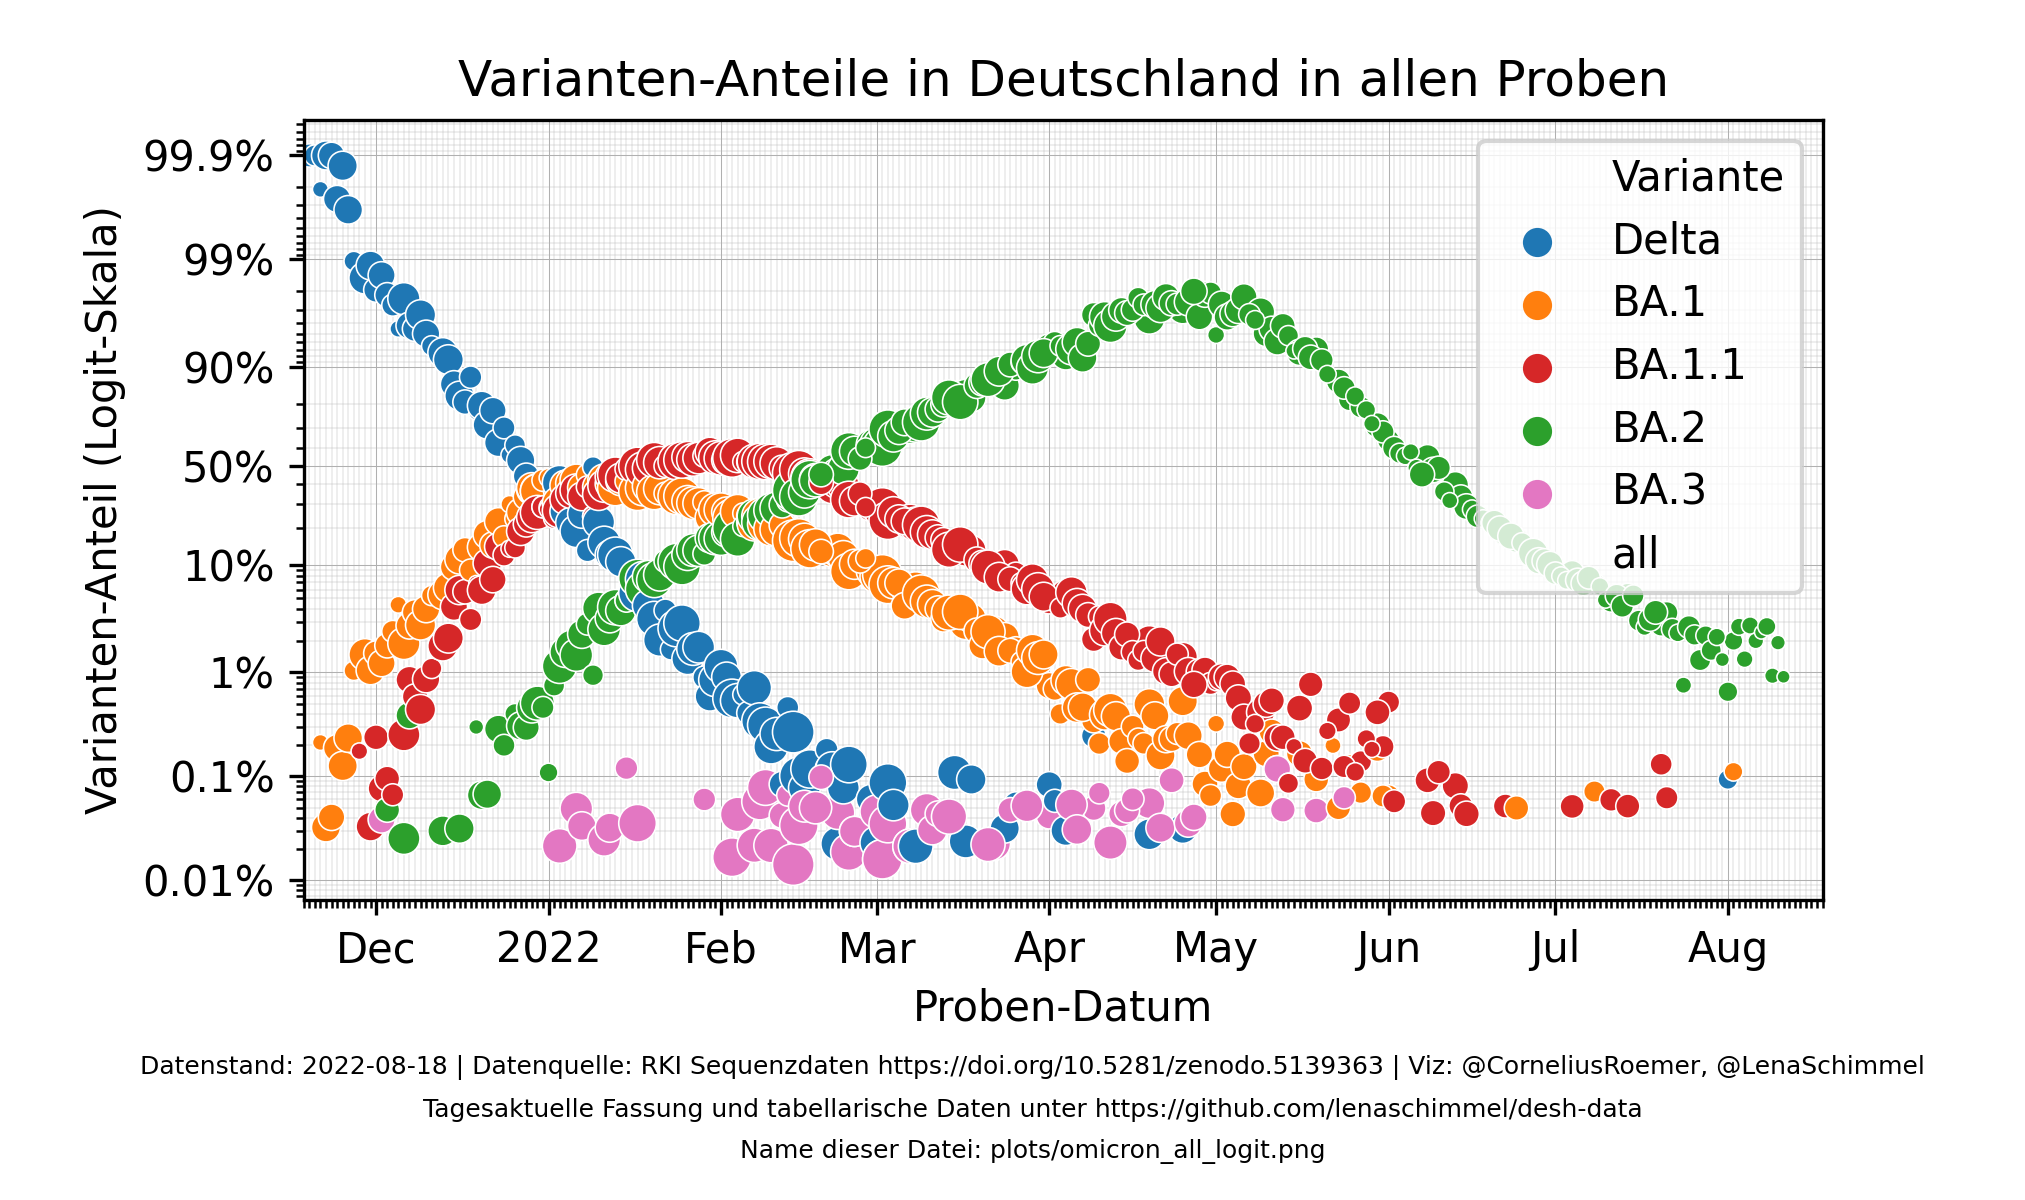 Varianten-Anteile in Deutschland in allen Proben
Varianten-Anteil (Logit-Skala)
99.9%
99%
90%
50%
10%
1%
0.1%
0.01%
Variante
Delta
BA.1
BA.1.1
BA.2
BA.3
all
Dec 2022 Feb Mar Apr May Jun Jul Aug
Proben-Datum
Datenstand: 2022-08-18 | Datenquelle: RKI Sequenzdaten https://doi.org/10.5281/zenodo.5139363 | Viz: @CorneliusRoemer, @LenaSchimmel
Tagesaktuelle Fassung und tabellarische Daten unter https://github.com/lenaschimmel/desh-data
Name dieser Datei: plots/omicron_all_logit.png